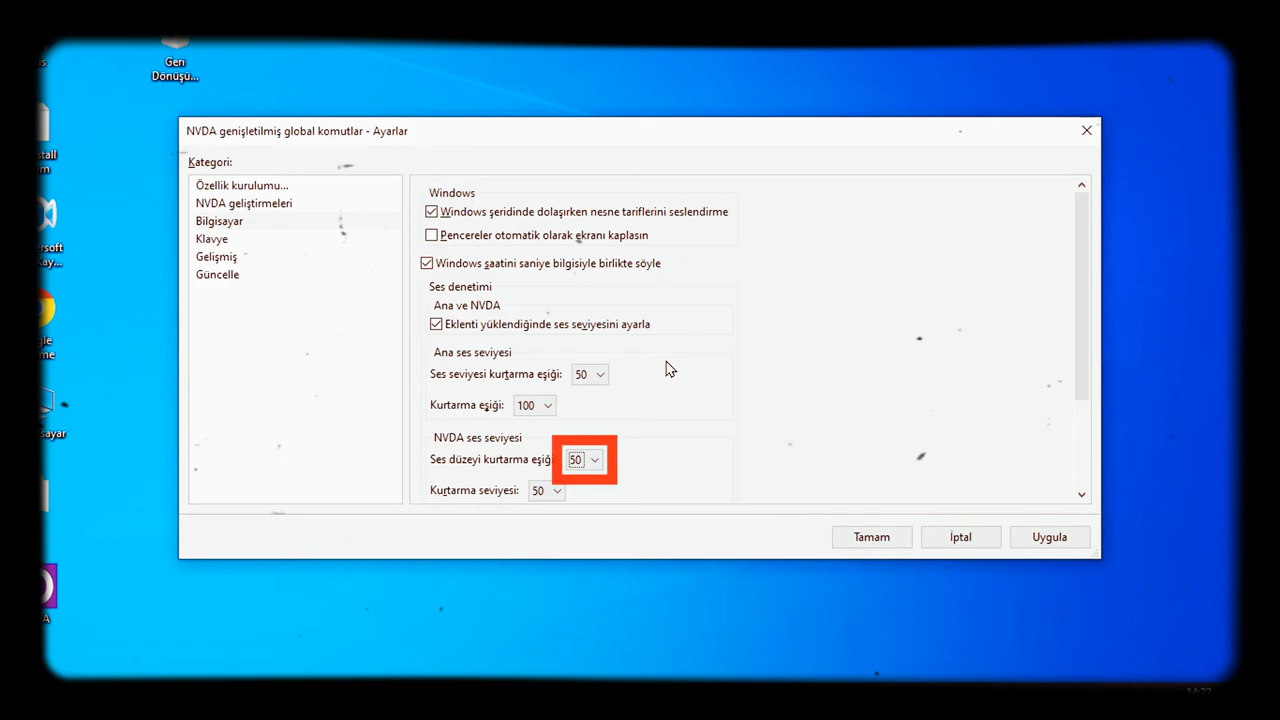 Geri
Dönüşü...
NVDA genişletilmiş global komutlar - Ayarlar
Kategori:
Özellik kurulumu...
NVDA geliştirmeleri
Bilgisayar
Klavye
Gelişmiş
Güncelle
Windows
Windows şeridinde dolaşırken nesne tariflerini seslendirme
Pencereler otomatik olarak ekranı kaplasın
Windows saatini saniye bilgisiyle birlikte söyle
Ses denetimi
Ana ve NVDA
Eklenti yüklendiğinde ses seviyesini ayarla
Ana ses seviyesi
Ses seviyesi kurtarma eşiği: 50
Kurtarma eşiği: 100
NVDA ses seviyesi
Ses düzeyi kurtarma eşiği 50
Kurtarma seviyesi: 50
Tamam İptal Uygula